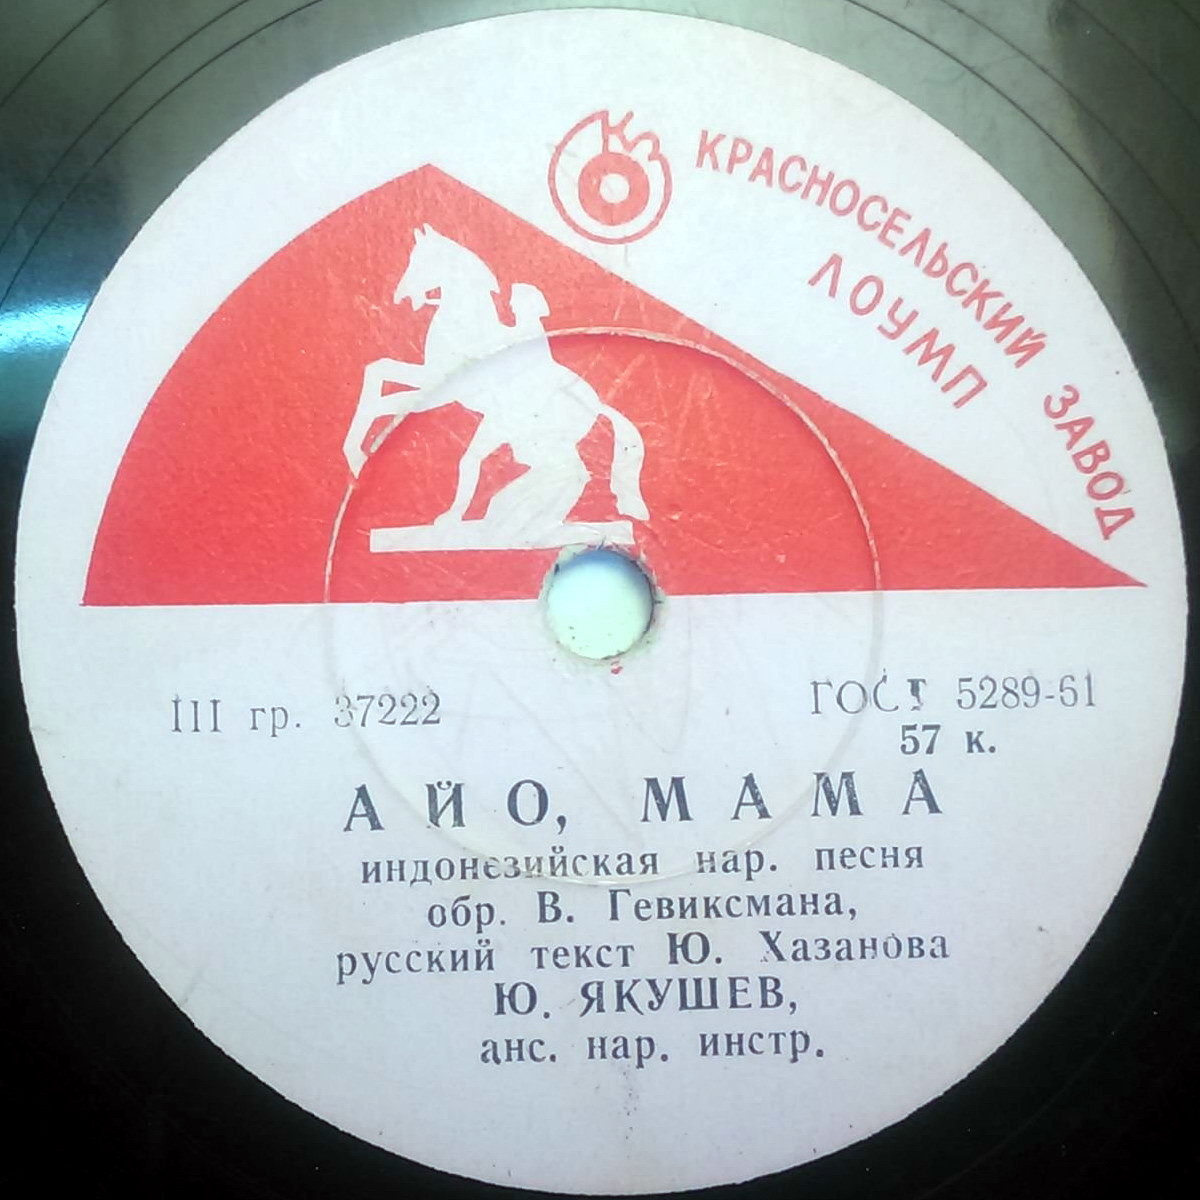 КЗ
КРАСНОСЕЛЬСКИЙ ЗАВОД
ЛОУМП
III гр. 37222
ГОСТ 5289-61
57 к.
АЙО, МАМА
индонезийская нар. песня
обр. В. Гевиксмана,
русский текст Ю. Хазанова
Ю. ЯКУШЕВ,
анс. нар. инстр.